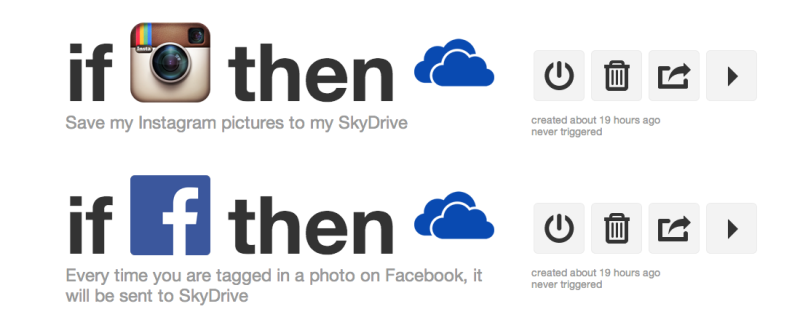 if then
Save my Instagram pictures to my SkyDrive
created about 19 hours ago
never triggered
if f then
Every time you are tagged in a photo on Facebook, it
will be sent to SkyDrive
created about 19 hours ago
never triggered